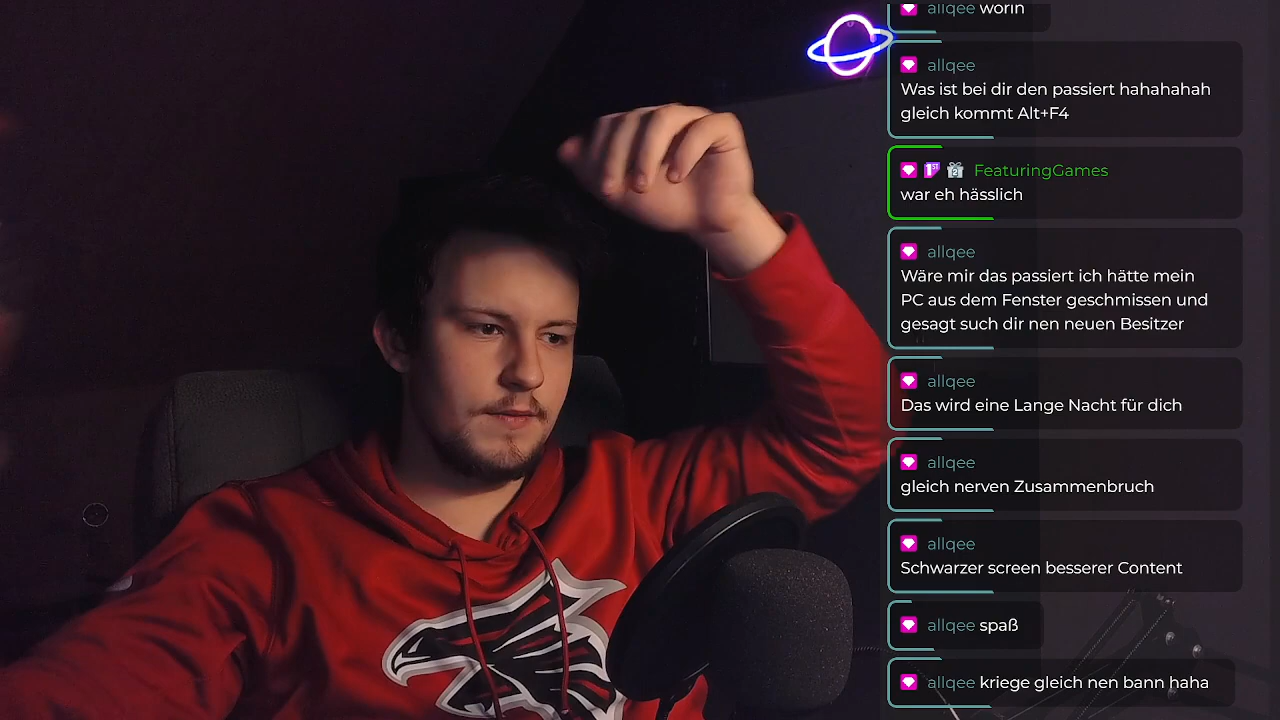 allqee worin
allqee
Was ist bei dir den passiert hahahahah
gleich kommt Alt+F4
1ST 2 FeaturingGames
war eh hässlich
allqee
Wäre mir das passiert ich hätte mein
PC aus dem Fenster geschmissen und
gesagt such dir nen neuen Besitzer
allqee
Das wird eine Lange Nacht für dich
allqee
gleich nerven Zusammenbruch
allqee
Schwarzer screen besserer Content
allqee spaß
allqee kriege gleich nen bann haha